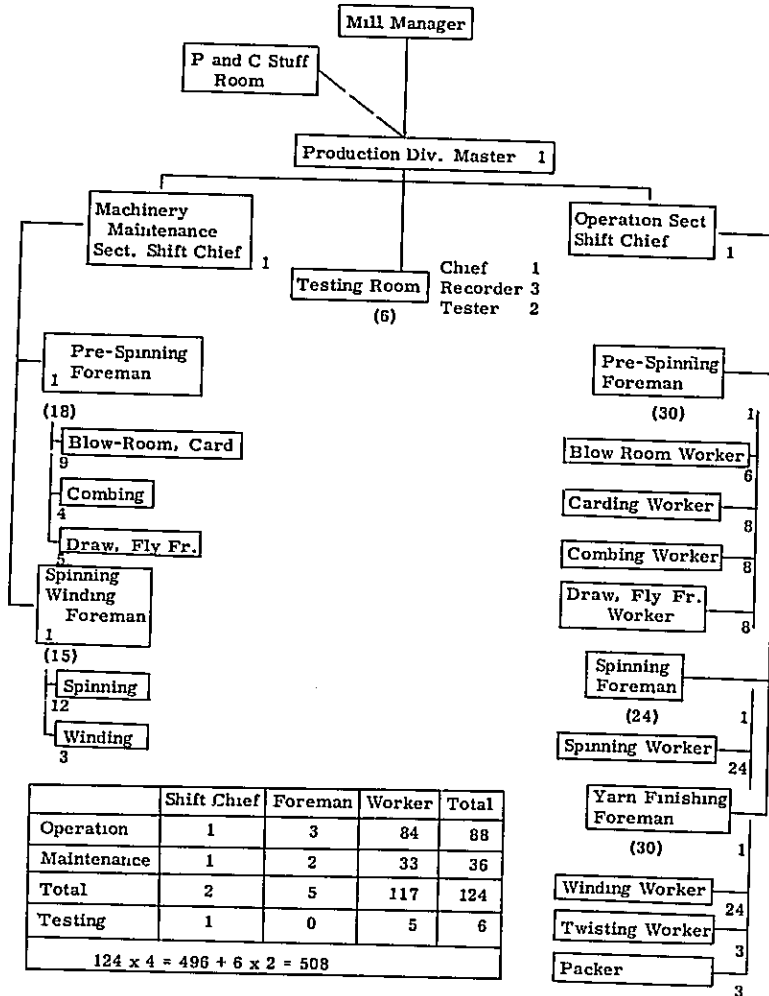 Mill Manager
P and C Stuff
Room
Production Div. Master 1
Machinery
Maintenance
Sect. Shift Chief
1
Testing Room
(6)
Chief 1
Recorder 3
Tester 2
Operation Sect
Shift Chief
1
Pre-Spinning
Foreman
1
(18)
Blow-Room, Card
9
Combing
4
Draw, Fly Fr.
5
Spinning
Winding
Foreman
1
(15)
Spinning
12
Winding
3
Pre-Spinning
Foreman
(30)
1
Blow Room Worker
6
Carding Worker
8
Combing Worker
8
Draw, Fly Fr.
Worker
8
Spinning
Foreman
(24)
1
Spinning Worker
24
Yarn Finishing
Foreman
(30)
1
Winding Worker
24
Twisting Worker
3
Packer
3
Shift Chief Foreman Worker Total
Operation 1 3 84 88
Maintenance 1 2 33 36
Total 2 5 117 124
Testing 1 0 5 6
124 x 4 = 496 + 6 x 2 = 508